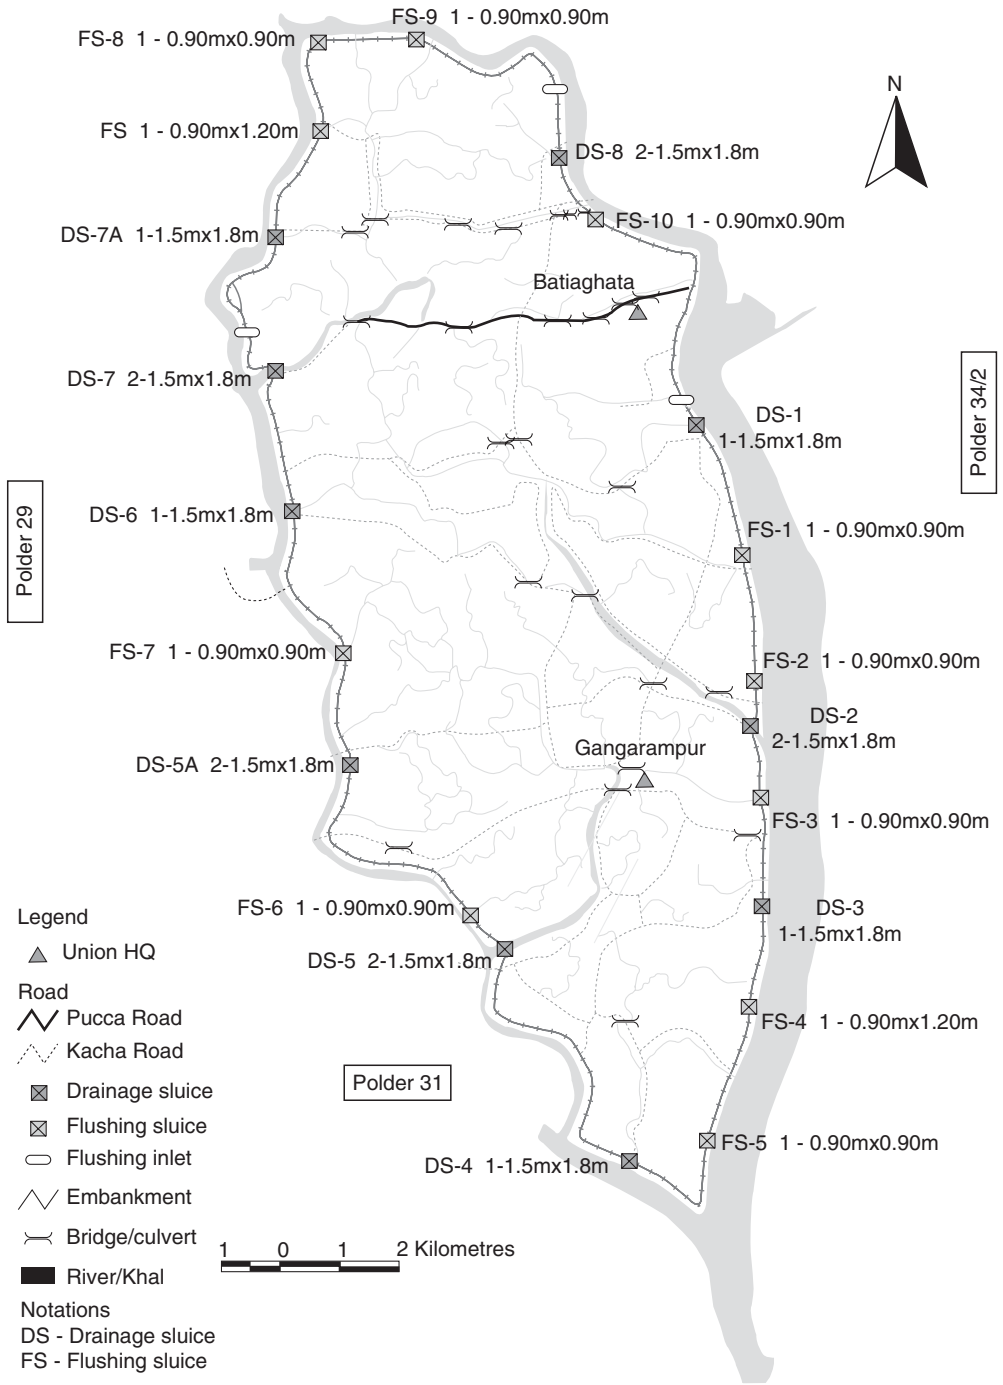 FS-9 1 - 0.90mx0.90m
FS-8 1 - 0.90mx0.90m
N
FS 1 - 0.90mx1.20m
DS-8 2-1.5mx1.8m
FS-10 1 - 0.90mx0.90m
DS-7A 1-1.5mx1.8m
Batiaghata
DS-7 2-1.5mx1.8m
Polder 34/2
DS-1
1-1.5mx1.8m
Polder 29
DS-6 1-1.5mx1.8m
FS-1 1 - 0.90mx0.90m
FS-7 1 - 0.90mx0.90m
FS-2 1 - 0.90mx0.90m
DS-2
2-1.5mx1.8m
Gangarampur
DS-5A 2-1.5mx1.8m
FS-3 1 - 0.90mx0.90m
FS-6 1 - 0.90mx0.90m
DS-3
1-1.5mx1.8m
DS-5 2-1.5mx1.8m
FS-4 1 - 0.90mx1.20m
Polder 31
FS-5 1 - 0.90mx0.90m
DS-4 1-1.5mx1.8m
Legend
Union HQ
Road
Pucca Road
Kacha Road
Drainage sluice
Flushing sluice
Flushing inlet
Embankment
Bridge/culvert
River/Khal
Notations
DS - Drainage sluice
FS - Flushing sluice
1 0 1 2 Kilometres